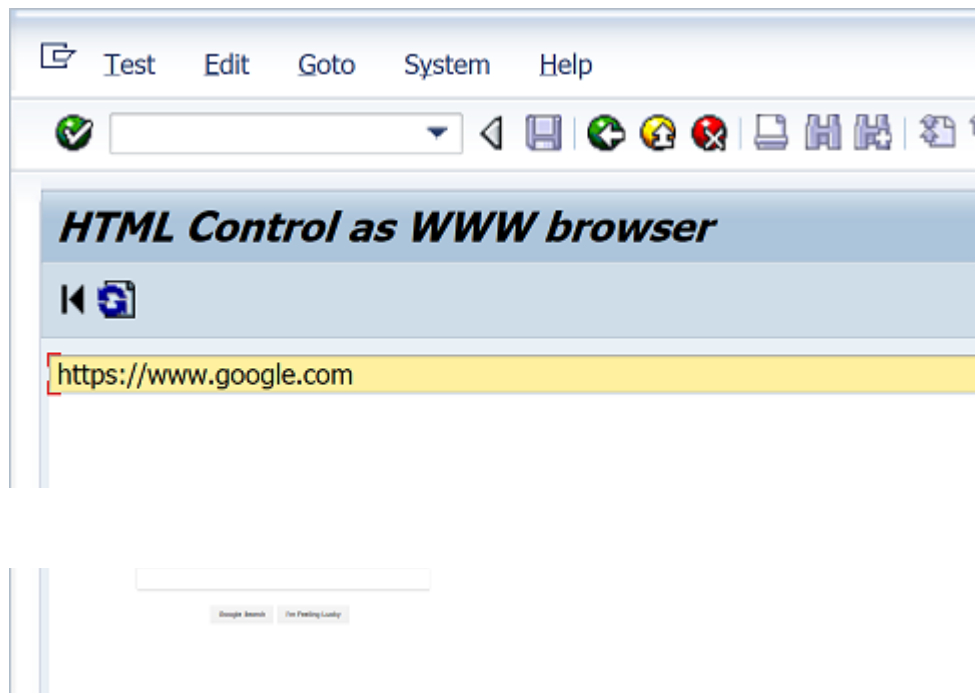 Test Edit Goto System Help
HTML Control as WWW browser
https://www.google.com
Google Search I'm Feeling Lucky